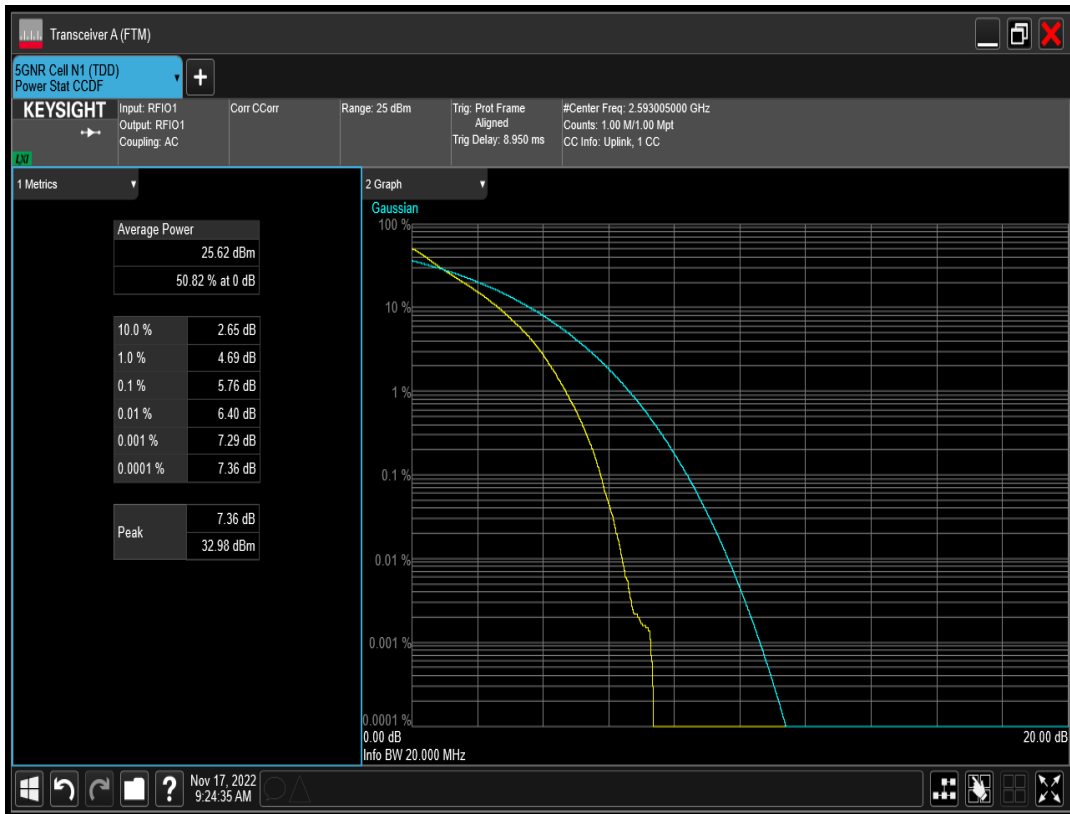 Transceiver A (FTM)
5GNR Cell N1 (TDD)
Power Stat CCDF
+
KEYSIGHT
LXI
Input: RFIO1
Output: RFIO1
Coupling: AC
Corr CCorr
Range: 25 dBm
Trig: Prot Frame
Aligned
Trig Delay: 8.950 ms
#Center Freq: 2.593005000 GHz
Counts: 1.00 M/1.00 Mpt
CC Info: Uplink, 1 CC
1 Metrics
Average Power
25.62 dBm
50.82 % at 0 dB
10.0 % 2.65 dB
1.0 % 4.69 dB
0.1 % 5.76 dB
0.01 % 6.40 dB
0.001 % 7.29 dB
0.0001 % 7.36 dB
Peak
7.36 dB
32.98 dBm
2 Graph
Gaussian
100 %
10 %
1 %
0.1 %
0.01 %
0.001 %
0.0001 %
0.00 dB 20.00 dB
Info BW 20.000 MHz
?
Nov 17, 2022
9:24:35 AM